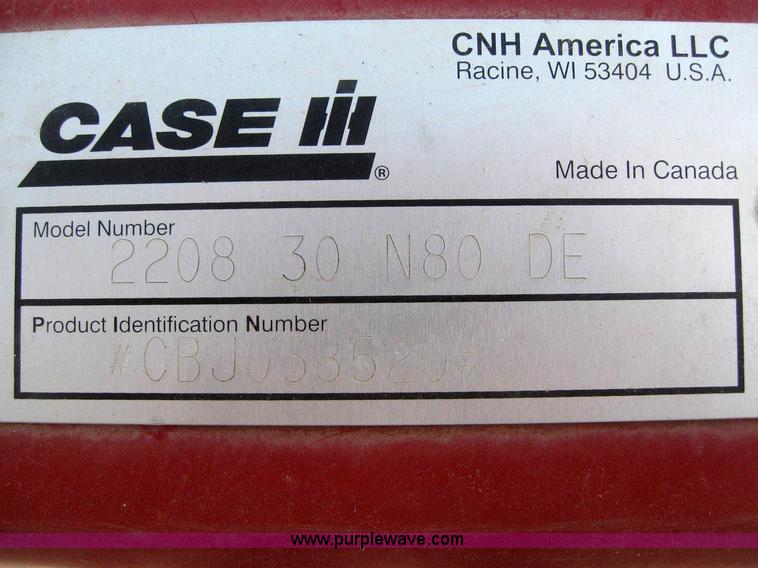 CNH America LLC
Racine, WI 53404 U.S.A.
CASE IH
®
Made In Canada
Model Number
2208 30 N80 DE
Product Identification Number
#CBJ038520#
www.purplewave.com